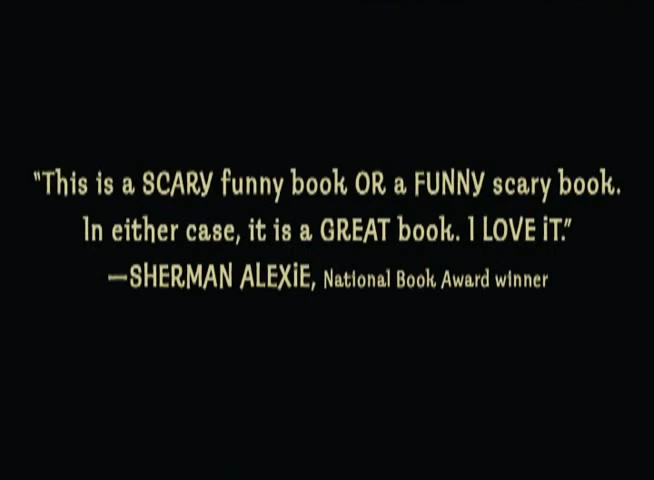 "This is a SCARY funny book OR a FUNNY scary book.
In either case, it is a GREAT book. I LOVE iT."
—SHERMAN ALEXiE, National Book Award winner